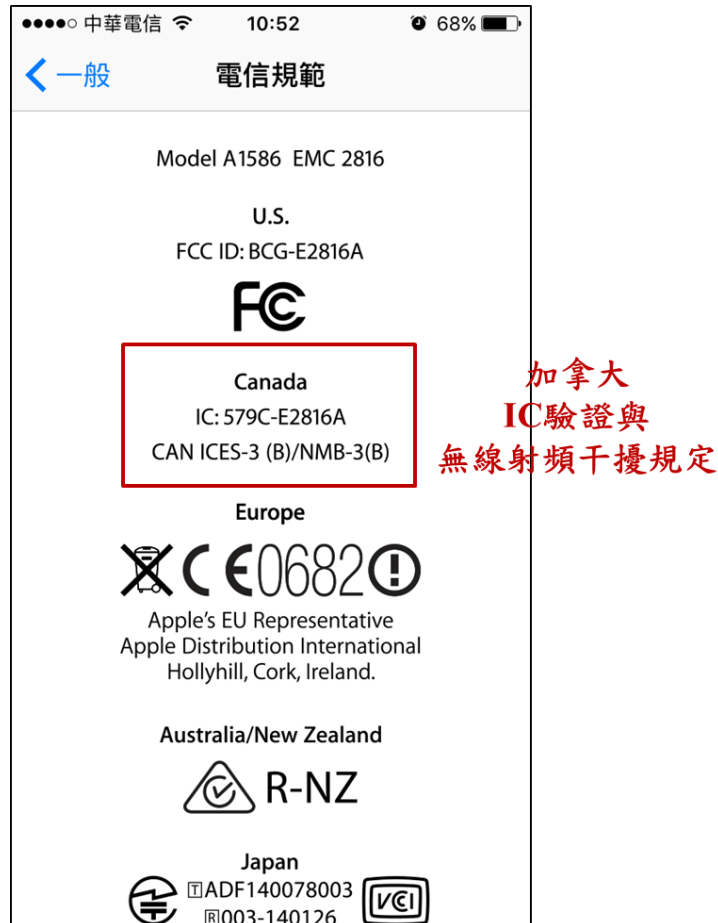 中華電信 10:52 68%
一般 電信規範
Model A1586 EMC 2816
U.S.
FCC ID: BCG-E2816A
FC
Canada
IC: 579C-E2816A
CAN ICES-3 (B)/NMB-3(B)
加拿大
IC驗證與
無線射頻干擾規定
Europe
CE0682
Apple's EU Representative
Apple Distribution International
Hollyhill, Cork, Ireland.
Australia/New Zealand
R-NZ
Japan
T ADF140078003
R 003-140126
VCI